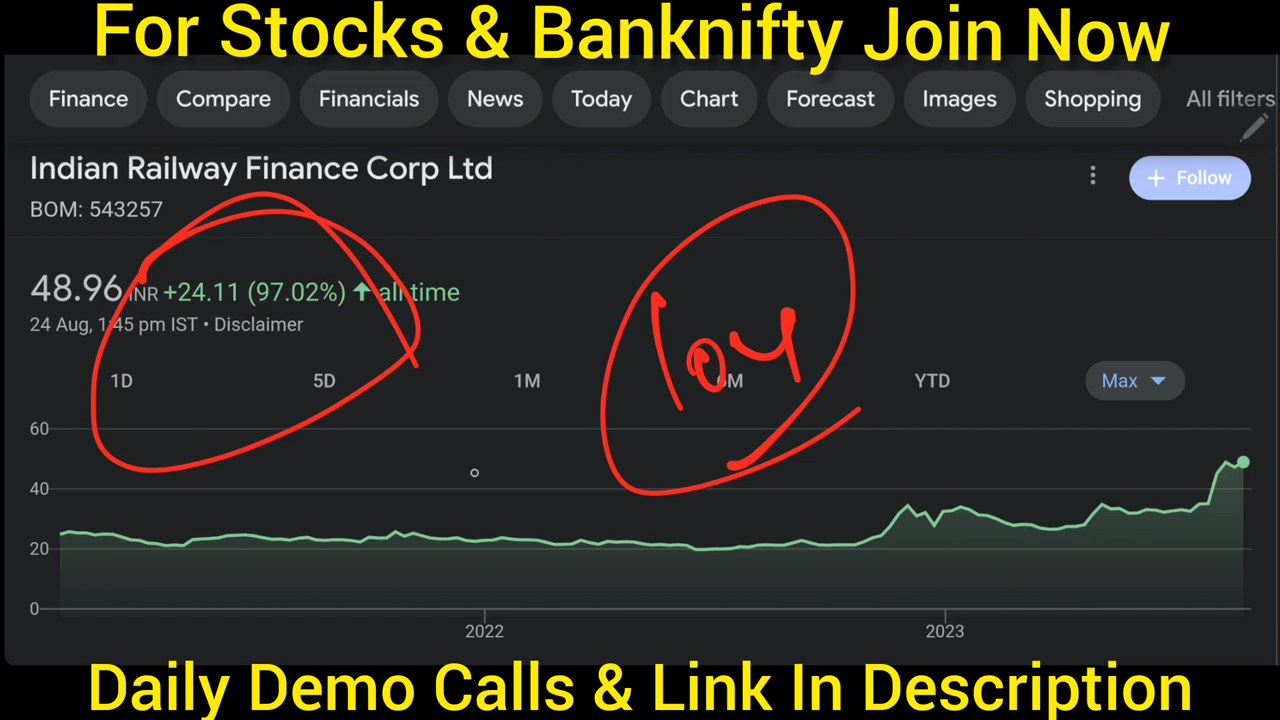 For Stocks & Banknifty Join Now
Finance Compare Financials News Today Chart Forecast Images Shopping All filters
Indian Railway Finance Corp Ltd
+ Follow
BOM: 543257
48.96 INR +24.11 (97.02%) ↑ all time
24 Aug, 1:45 pm IST • Disclaimer
104
1D 5D 1M 6M YTD Max
60
40
20
0
2022 2023
Daily Demo Calls & Link In Description